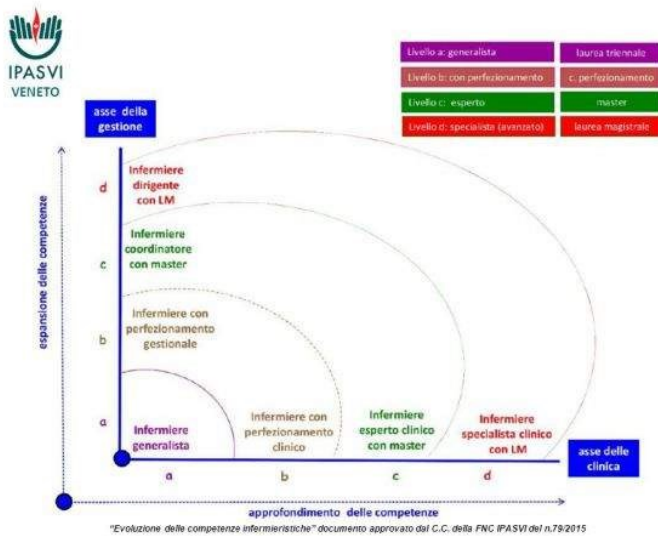 IPASVI
VENETO
Livello a: generalista
laurea triennale
Livello b: con perfezionamento
c. perfezionamento
Livello c: esperto
master
Livello d: specialista (avanzato)
laurea magistrale
asse della
gestione
espansione delle competenze
d
Infermiere
dirigente
con LM
c
Infermiere
coordinatore
con master
b
Infermiere con
perfezionamento
gestionale
a
Infermiere
generalista
Infermiere con
perfezionamento
clinico
Infermiere
esperto clinico
con master
Infermiere
specialista clinico
con LM
asse delle
clinica
a
b
c
d
approfondimento delle competenze
"Evoluzione delle competenze infermieristiche" documento approvato dal C.C. della FNC IPASVI del n.79/2015